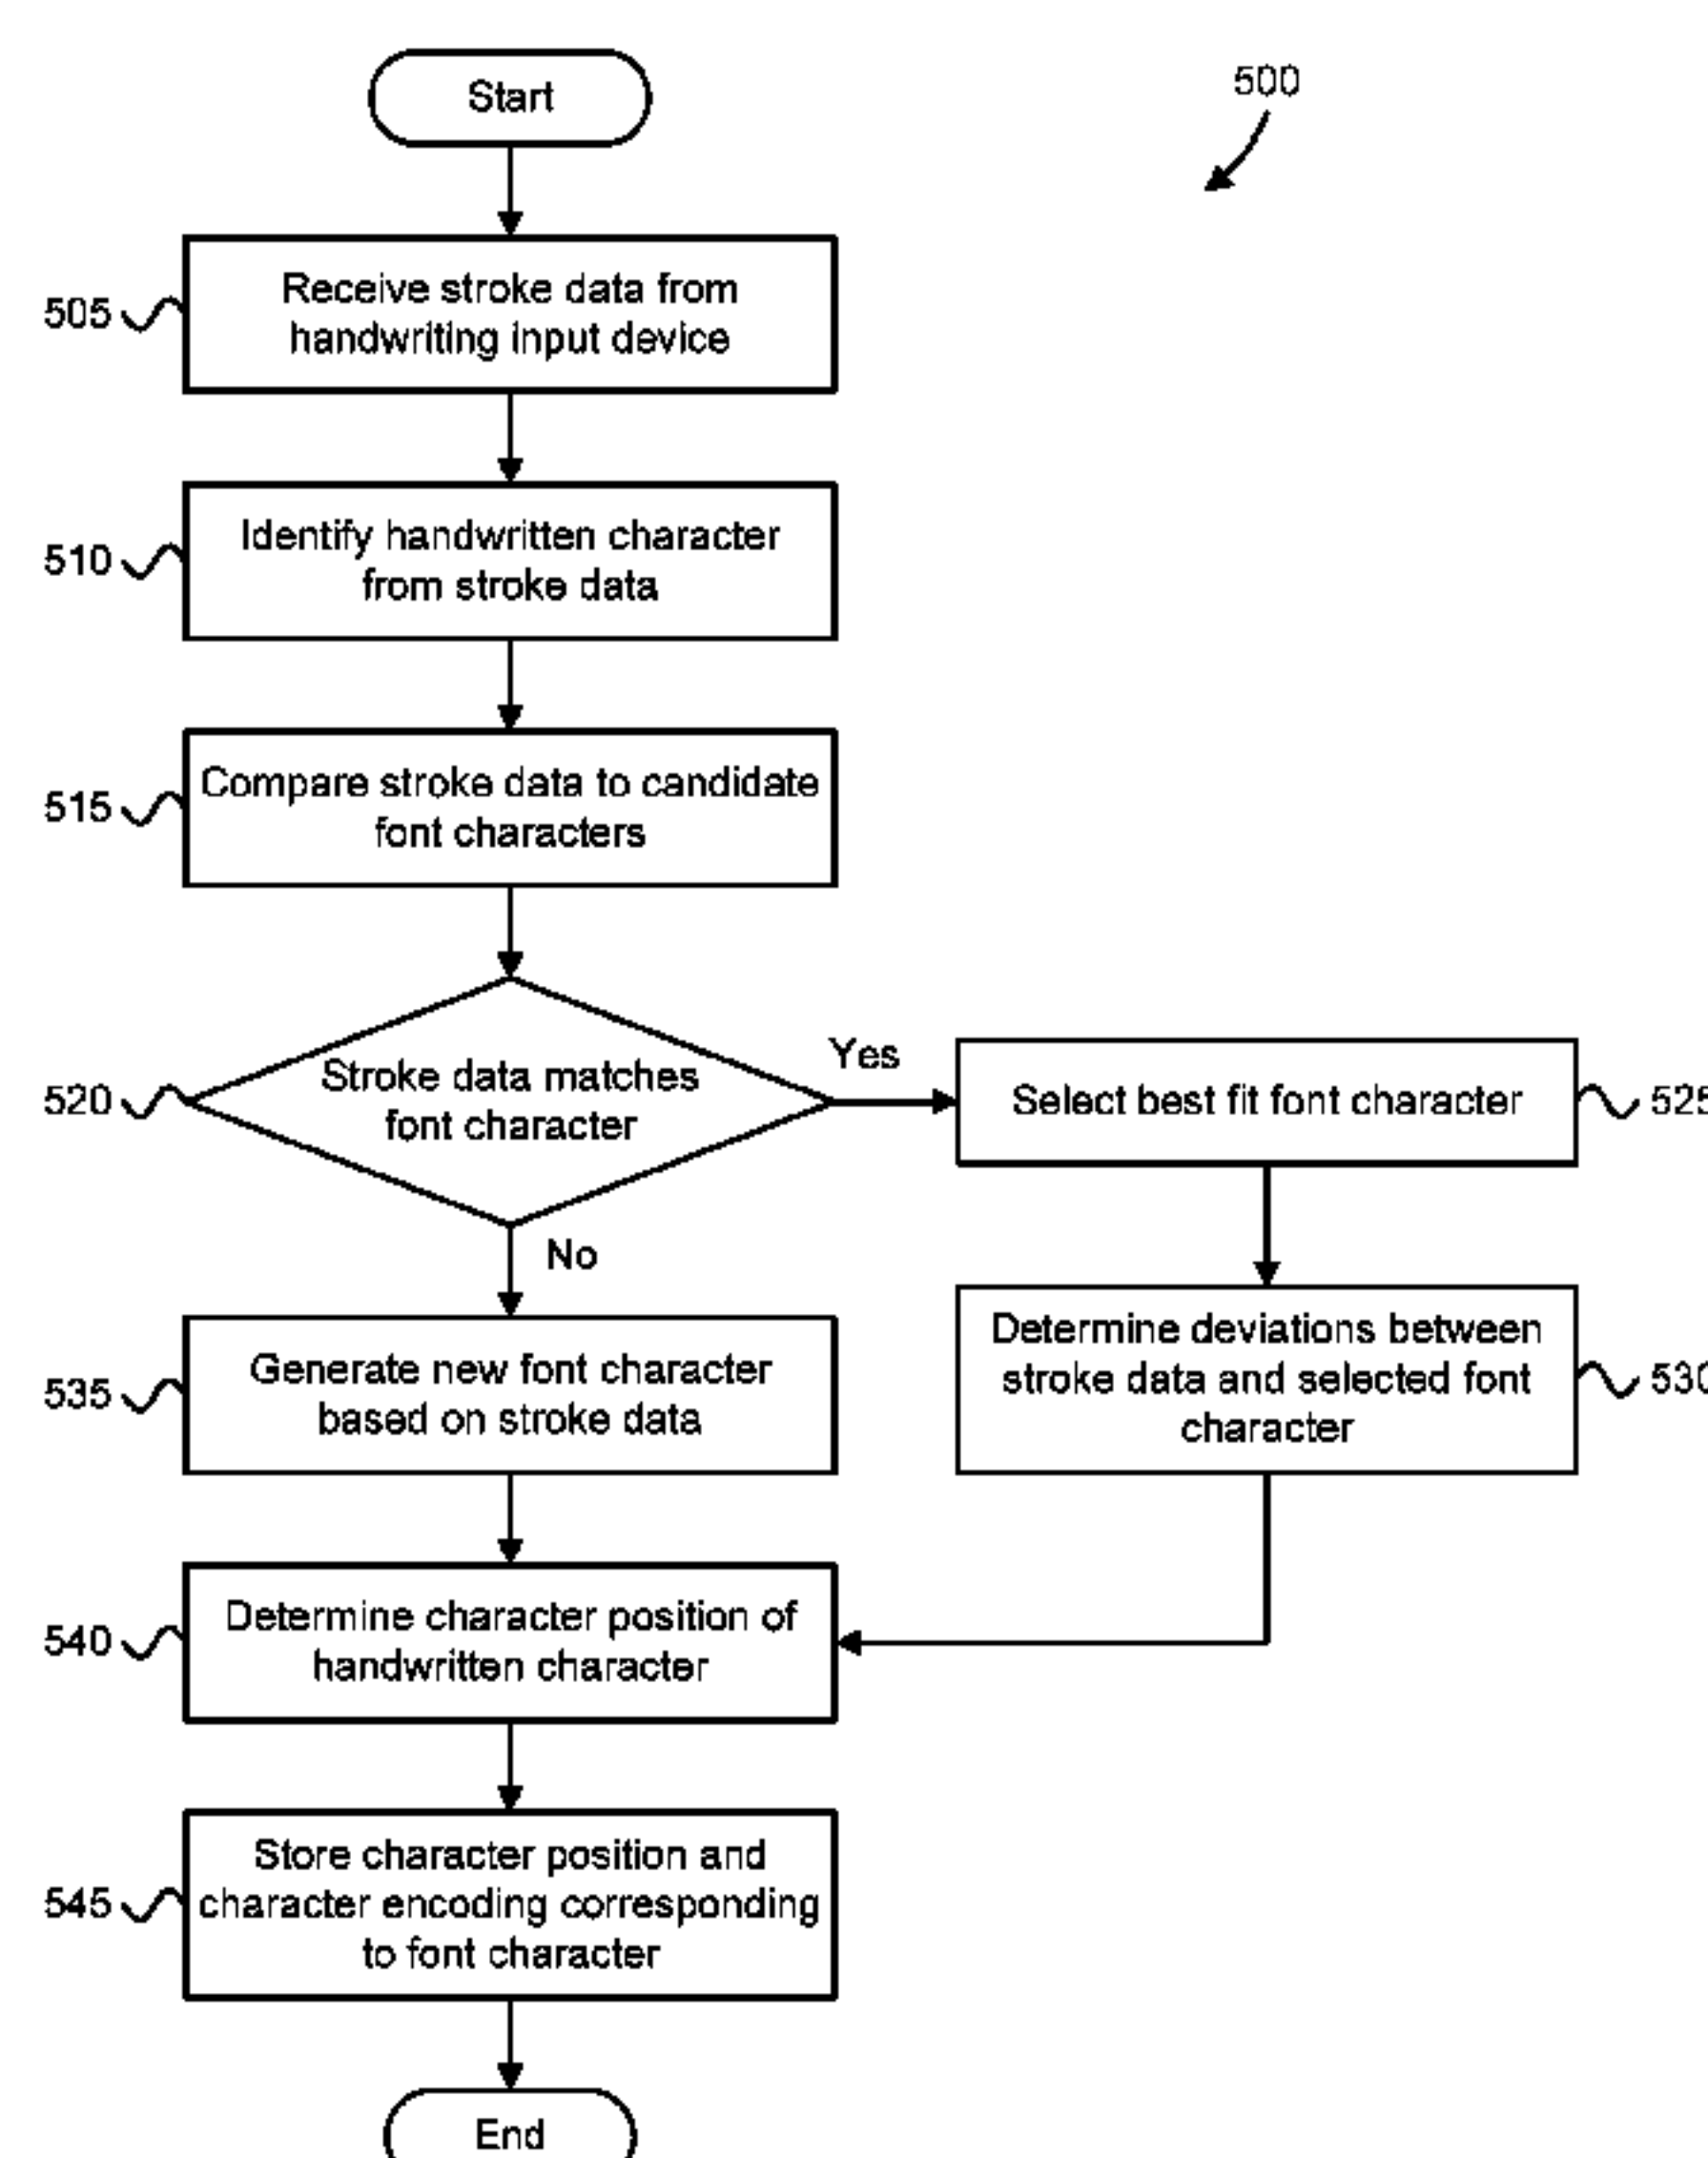 Start
500
505
Receive stroke data from
handwriting input device
510
Identify handwritten character
from stroke data
515
Compare stroke data to candidate
font characters
520
Stroke data matches
font character
Yes
Select best fit font character
525
No
Determine deviations between
stroke data and selected font
character
530
535
Generate new font character
based on stroke data
540
Determine character position of
handwritten character
545
Store character position and
character encoding corresponding
to font character
End